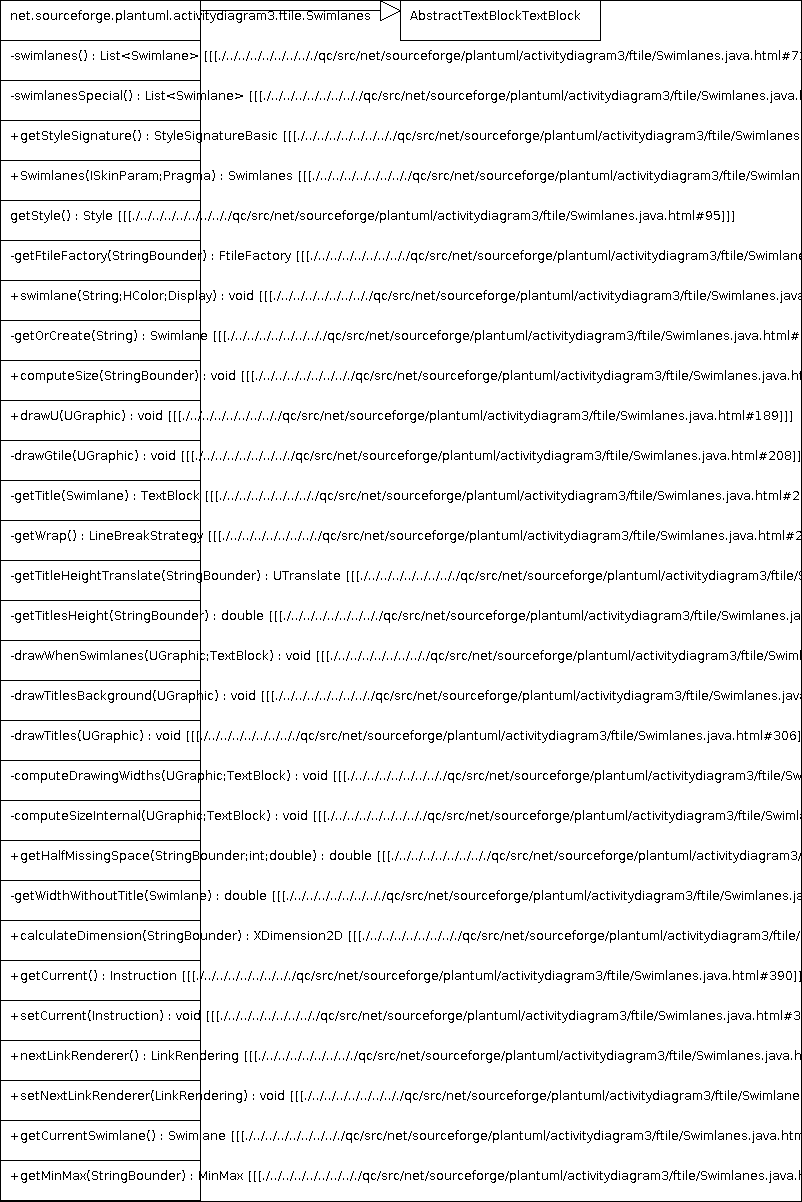 net.sourceforge.plantuml.activitydiagram3.ftile.Swimlanes
AbstractTextBlockTextBlock
-swimlanes() : List<Swimlane> [[[./../../../../../../../../qc/src/net/sourceforge/plantuml/activitydiagram3/ftile/Swimlanes.java.html#71
-swimlanesSpecial() : List<Swimlane> [[[./../../../../../../../../qc/src/net/sourceforge/plantuml/activitydiagram3/ftile/Swimlanes.java.
+getStyleSignature() : StyleSignatureBasic [[[./../../../../../../../../qc/src/net/sourceforge/plantuml/activitydiagram3/ftile/Swimlanes
+Swimlanes(ISkinParam;Pragma) : Swimlanes [[[./../../../../../../../../qc/src/net/sourceforge/plantuml/activitydiagram3/ftile/Swimlan
getStyle() : Style [[[./../../../../../../../../qc/src/net/sourceforge/plantuml/activitydiagram3/ftile/Swimlanes.java.html#95]]]
-getFtileFactory(StringBounder) : FtileFactory [[[./../../../../../../../../qc/src/net/sourceforge/plantuml/activitydiagram3/ftile/Swimlane
+swimlane(String;HColor;Display) : void [[[./../../../../../../../../qc/src/net/sourceforge/plantuml/activitydiagram3/ftile/Swimlanes.java
-getOrCreate(String) : Swimlane [[[./../../../../../../../../qc/src/net/sourceforge/plantuml/activitydiagram3/ftile/Swimlanes.java.html#
+computeSize(StringBounder) : void [[[./../../../../../../../../qc/src/net/sourceforge/plantuml/activitydiagram3/ftile/Swimlanes.java.ht
+drawU(UGraphic) : void [[[./../../../../../../../../qc/src/net/sourceforge/plantuml/activitydiagram3/ftile/Swimlanes.java.html#189]]]
-drawGtile(UGraphic) : void [[[./../../../../../../../../qc/src/net/sourceforge/plantuml/activitydiagram3/ftile/Swimlanes.java.html#208]]
-getTitle(Swimlane) : TextBlock [[[./../../../../../../../../qc/src/net/sourceforge/plantuml/activitydiagram3/ftile/Swimlanes.java.html#2
-getWrap() : LineBreakStrategy [[[./../../../../../../../../qc/src/net/sourceforge/plantuml/activitydiagram3/ftile/Swimlanes.java.html#2
-getTitleHeightTranslate(StringBounder) : UTranslate [[[./../../../../../../../../qc/src/net/sourceforge/plantuml/activitydiagram3/ftile/S
-getTitlesHeight(StringBounder) : double [[[./../../../../../../../../qc/src/net/sourceforge/plantuml/activitydiagram3/ftile/Swimlanes.ja
-drawWhenSwimlanes(UGraphic;TextBlock) : void [[[./../../../../../../../../qc/src/net/sourceforge/plantuml/activitydiagram3/ftile/Swiml
-drawTitlesBackground(UGraphic) : void [[[./../../../../../../../../qc/src/net/sourceforge/plantuml/activitydiagram3/ftile/Swimlanes.jav
-drawTitles(UGraphic) : void [[[./../../../../../../../../qc/src/net/sourceforge/plantuml/activitydiagram3/ftile/Swimlanes.java.html#306]
-computeDrawingWidths(UGraphic;TextBlock) : void [[[./../../../../../../../../qc/src/net/sourceforge/plantuml/activitydiagram3/ftile/Sw
-computeSizeInternal(UGraphic;TextBlock) : void [[[./../../../../../../../../qc/src/net/sourceforge/plantuml/activitydiagram3/ftile/Swiml
+getHalfMissingSpace(StringBounder;int;double) : double [[[./../../../../../../../../qc/src/net/sourceforge/plantuml/activitydiagram3/
-getWidthWithoutTitle(Swimlane) : double [[[./../../../../../../../../qc/src/net/sourceforge/plantuml/activitydiagram3/ftile/Swimlanes.ja
+calculateDimension(StringBounder) : XDimension2D [[[./../../../../../../../../qc/src/net/sourceforge/plantuml/activitydiagram3/ftile/
+getCurrent() : Instruction [[[./../../../../../../../../qc/src/net/sourceforge/plantuml/activitydiagram3/ftile/Swimlanes.java.html#390]]
+setCurrent(Instruction) : void [[[./../../../../../../../../qc/src/net/sourceforge/plantuml/activitydiagram3/ftile/Swimlanes.java.html#3
+nextLinkRenderer() : LinkRendering [[[./../../../../../../../../qc/src/net/sourceforge/plantuml/activitydiagram3/ftile/Swimlanes.java.h
+setNextLinkRenderer(LinkRendering) : void [[[./../../../../../../../../qc/src/net/sourceforge/plantuml/activitydiagram3/ftile/Swimlane
+getCurrentSwimlane() : Swimlane [[[./../../../../../../../../qc/src/net/sourceforge/plantuml/activitydiagram3/ftile/Swimlanes.java.htm
+getMinMax(StringBounder) : MinMax [[[./../../../../../../../../qc/src/net/sourceforge/plantuml/activitydiagram3/ftile/Swimlanes.java.